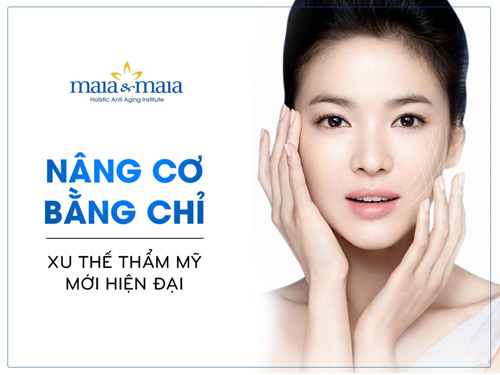 maia & maia
Holistic Anti Aging Institute
NÂNG CƠ
BẰNG CHỈ
XU THẾ THẨM MỸ
MỚI HIỆN ĐẠI